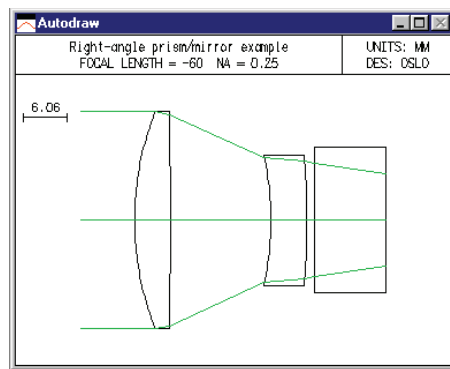 Autodraw
Right-angle prism/mirror example
FOCAL LENGTH = -60 NA = 0.25
UNITS: MM
DES: OSLO
6.06